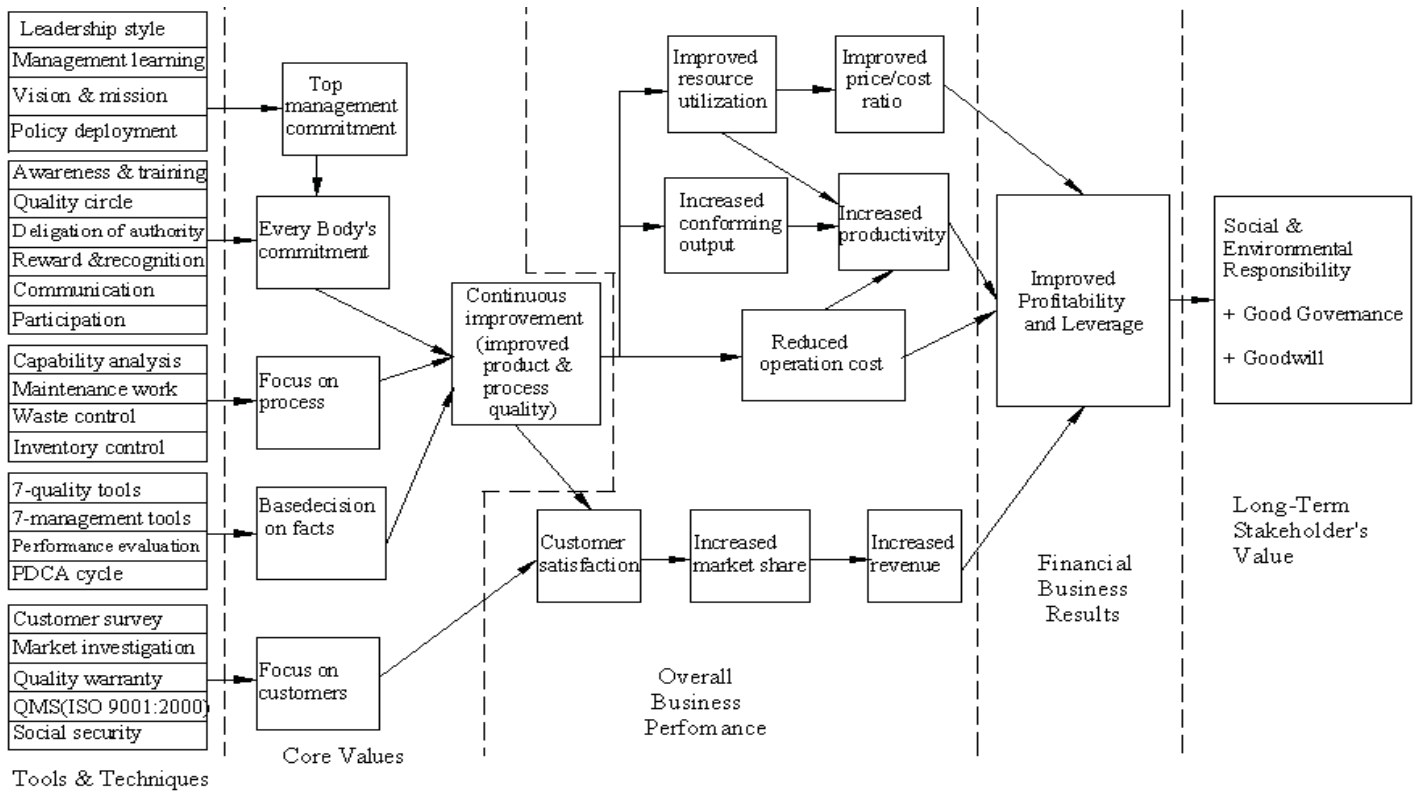 Leadership style
Management learning
Vision & mission
Policy deployment
Awareness & training
Quality circle
Deligation of authority
Reward &recognition
Communication
Participation
Capability analysis
Maintenance work
Waste control
Inventory control
7-quality tools
7-management tools
Performance evaluation
PDCA cycle
Customer survey
Market investigation
Quality warranty
QMS(ISO 9001:2000)
Social security
Tools & Techniques
Top
management
commitment
Every Body's
commitment
Focus on
process
Basedecision
on facts
Focus on
customers
Core Values
Continuous
improvement
(improved
product &
process
quality)
Improved
resource
utilization
Improved
price/cost
ratio
Increased
conforming
output
Increased
productivity
Reduced
operation cost
Customer
satisfaction
Increased
market share
Increased
revenue
Overall
Business
Perfomance
Improved
Profitability
and Leverage
Financial
Business
Results
Social &
Environmental
Responsibility
+ Good Governance
+ Goodwill
Long-Term
Stakeholder's
Value